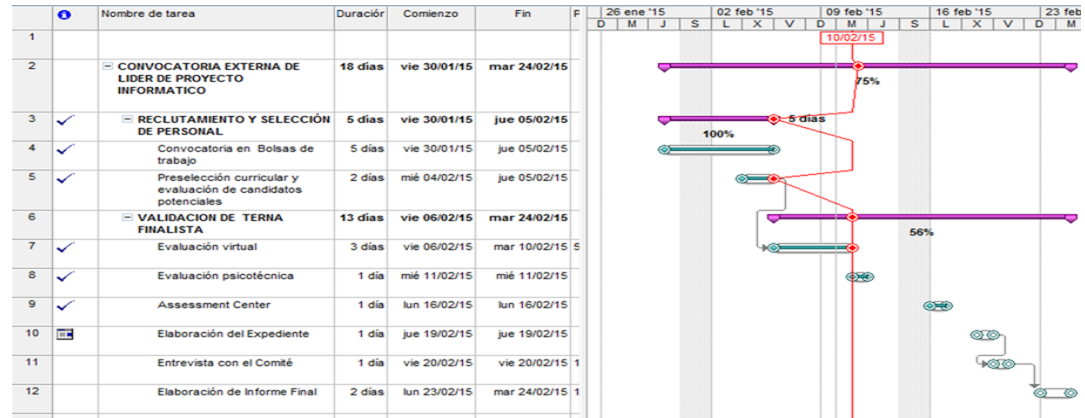 Nombre de tarea Duración Comienzo Fin P 26 ene '15 02 feb '15 09 feb '15 16 feb '15 23 feb
D M J S L X V D M J S L X V D M
1 10/02/15
2 CONVOCATORIA EXTERNA DE 18 días vie 30/01/15 mar 24/02/15
LIDER DE PROYECTO
INFORMATICO
75%
3 RECLUTAMIENTO Y SELECCIÓN 5 días vie 30/01/15 jue 05/02/15 5 días
DE PERSONAL
100%
4 Convocatoria en Bolsas de 5 días vie 30/01/15 jue 05/02/15
trabajo
5 Preselección curricular y 2 días mié 04/02/15 jue 05/02/15
evaluación de candidatos
potenciales
6 VALIDACION DE TERNA 13 días vie 06/02/15 mar 24/02/15
FINALISTA
56%
7 Evaluación virtual 3 días vie 06/02/15 mar 10/02/15 5
8 Evaluación psicotécnica 1 día mié 11/02/15 mié 11/02/15
9 Assessment Center 1 día lun 16/02/15 lun 16/02/15
10 Elaboración del Expediente 1 día jue 19/02/15 jue 19/02/15
11 Entrevista con el Comité 1 día vie 20/02/15 vie 20/02/15 1
12 Elaboración de Informe Final 2 días lun 23/02/15 mar 24/02/15 1